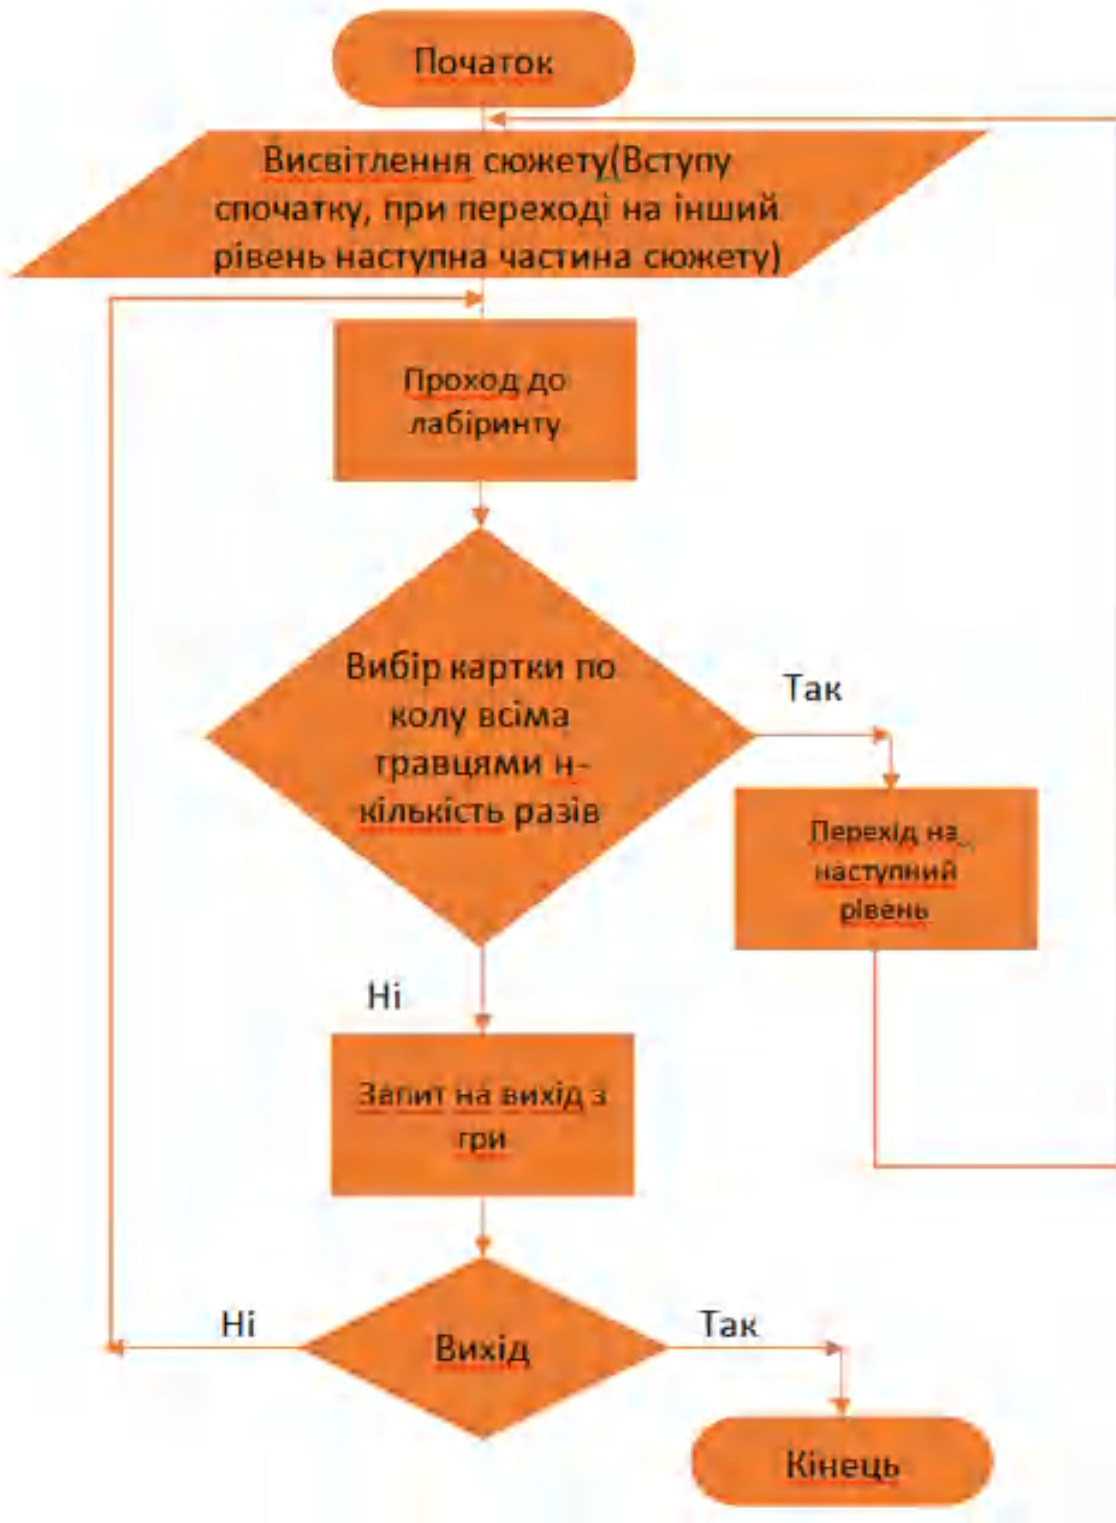 Початок
Висвітлення сюжету(Вступу
спочатку, при переході на інший
рівень наступна частина сюжету)
Проход до
лабіринту
Вибір картки по
колу всіма
гравцями н-
кількість разів
Так
Перехід на
наступний
рівень
Ні
Запит на вихід з
гри
Ні
Вихід
Так
Кінець